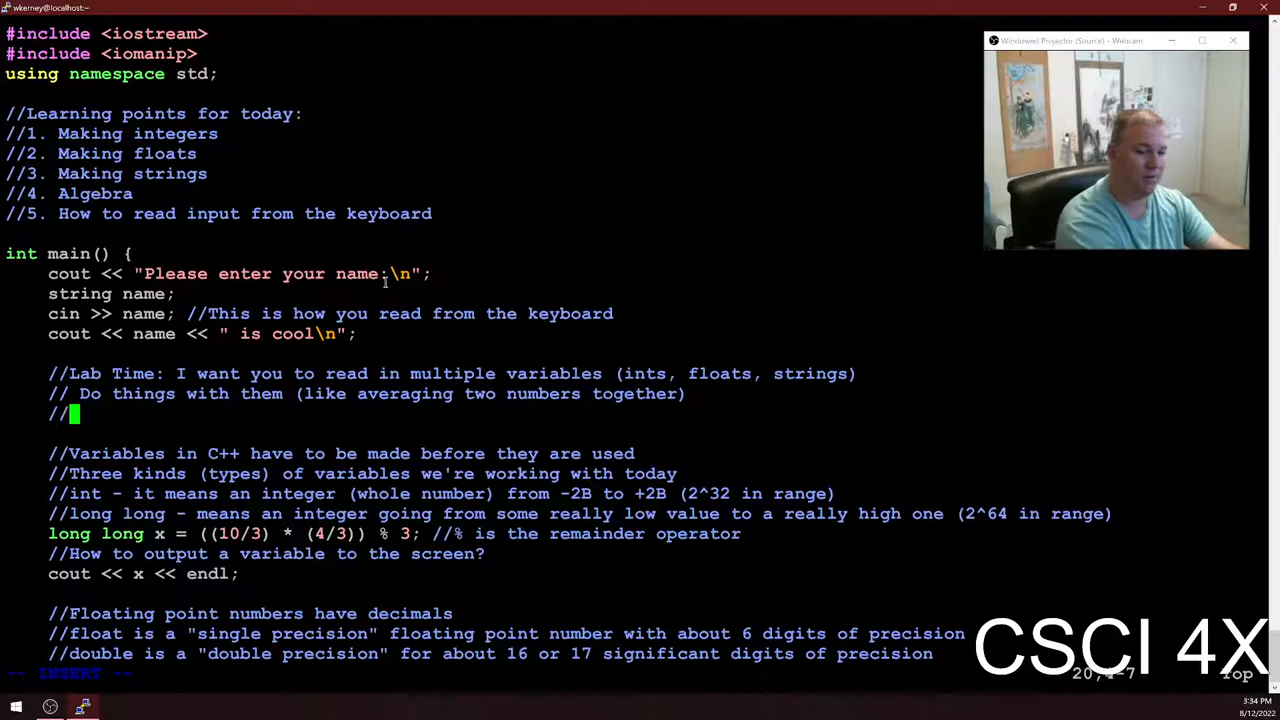 wkerney@localhost:~
#include <iostream>
#include <iomanip>
using namespace std;
Windowed Projector (Source) - Webcam
//Learning points for today:
//1. Making integers
//2. Making floats
//3. Making strings
//4. Algebra
//5. How to read input from the keyboard
int main() {
cout << "Please enter your name:\n";
string name;
cin >> name; //This is how you read from the keyboard
cout << name << " is cool\n";
//Lab Time: I want you to read in multiple variables (ints, floats, strings)
// Do things with them (like averaging two numbers together)
//
//Variables in C++ have to be made before they are used
//Three kinds (types) of variables we're working with today
//int - it means an integer (whole number) from -2B to +2B (2^32 in range)
//long long - means an integer going from some really low value to a really high one (2^64 in range)
long long x = ((10/3) * (4/3)) % 3; //% is the remainder operator
//How to output a variable to the screen?
cout << x << endl;
//Floating point numbers have decimals
//float is a "single precision" floating point number with about 6 digits of precision
//double is a "double precision" for about 16 or 17 significant digits of precision
CSCI 4X
-- INSERT --
Top
3:34 PM
8/12/2022